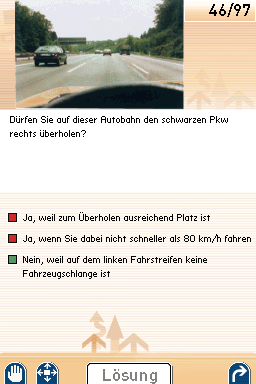 46/97
Dürfen Sie auf dieser Autobahn den schwarzen Pkw
rechts überholen?
Ja, weil zum Überholen ausreichend Platz ist
Ja, wenn Sie dabei nicht schneller als 80 km/h fahren
Nein, weil auf dem linken Fahrstreifen keine
Fahrzeugschlange ist
Lösung